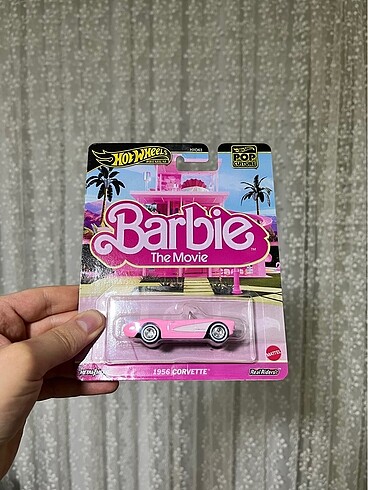 HOT WHEELS
POP CULTURE
Barbie
The Movie
MATTEL
1956 CORVETTE
Real Riders